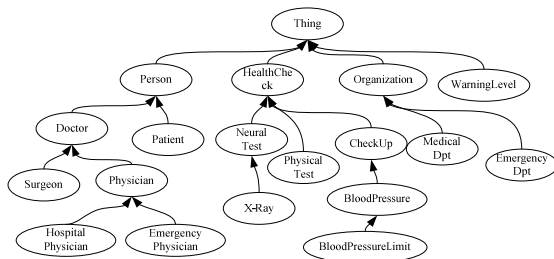 Thing
Person
HealthChe
ck
Organization
WarningLevel
Doctor
Patient
Neural
Test
Physical
Test
CheckUp
Medical
Dpt
Emergency
Dpt
Surgeon
Physician
X-Ray
BloodPressure
Hospital
Physician
Emergency
Physician
BloodPressureLimit